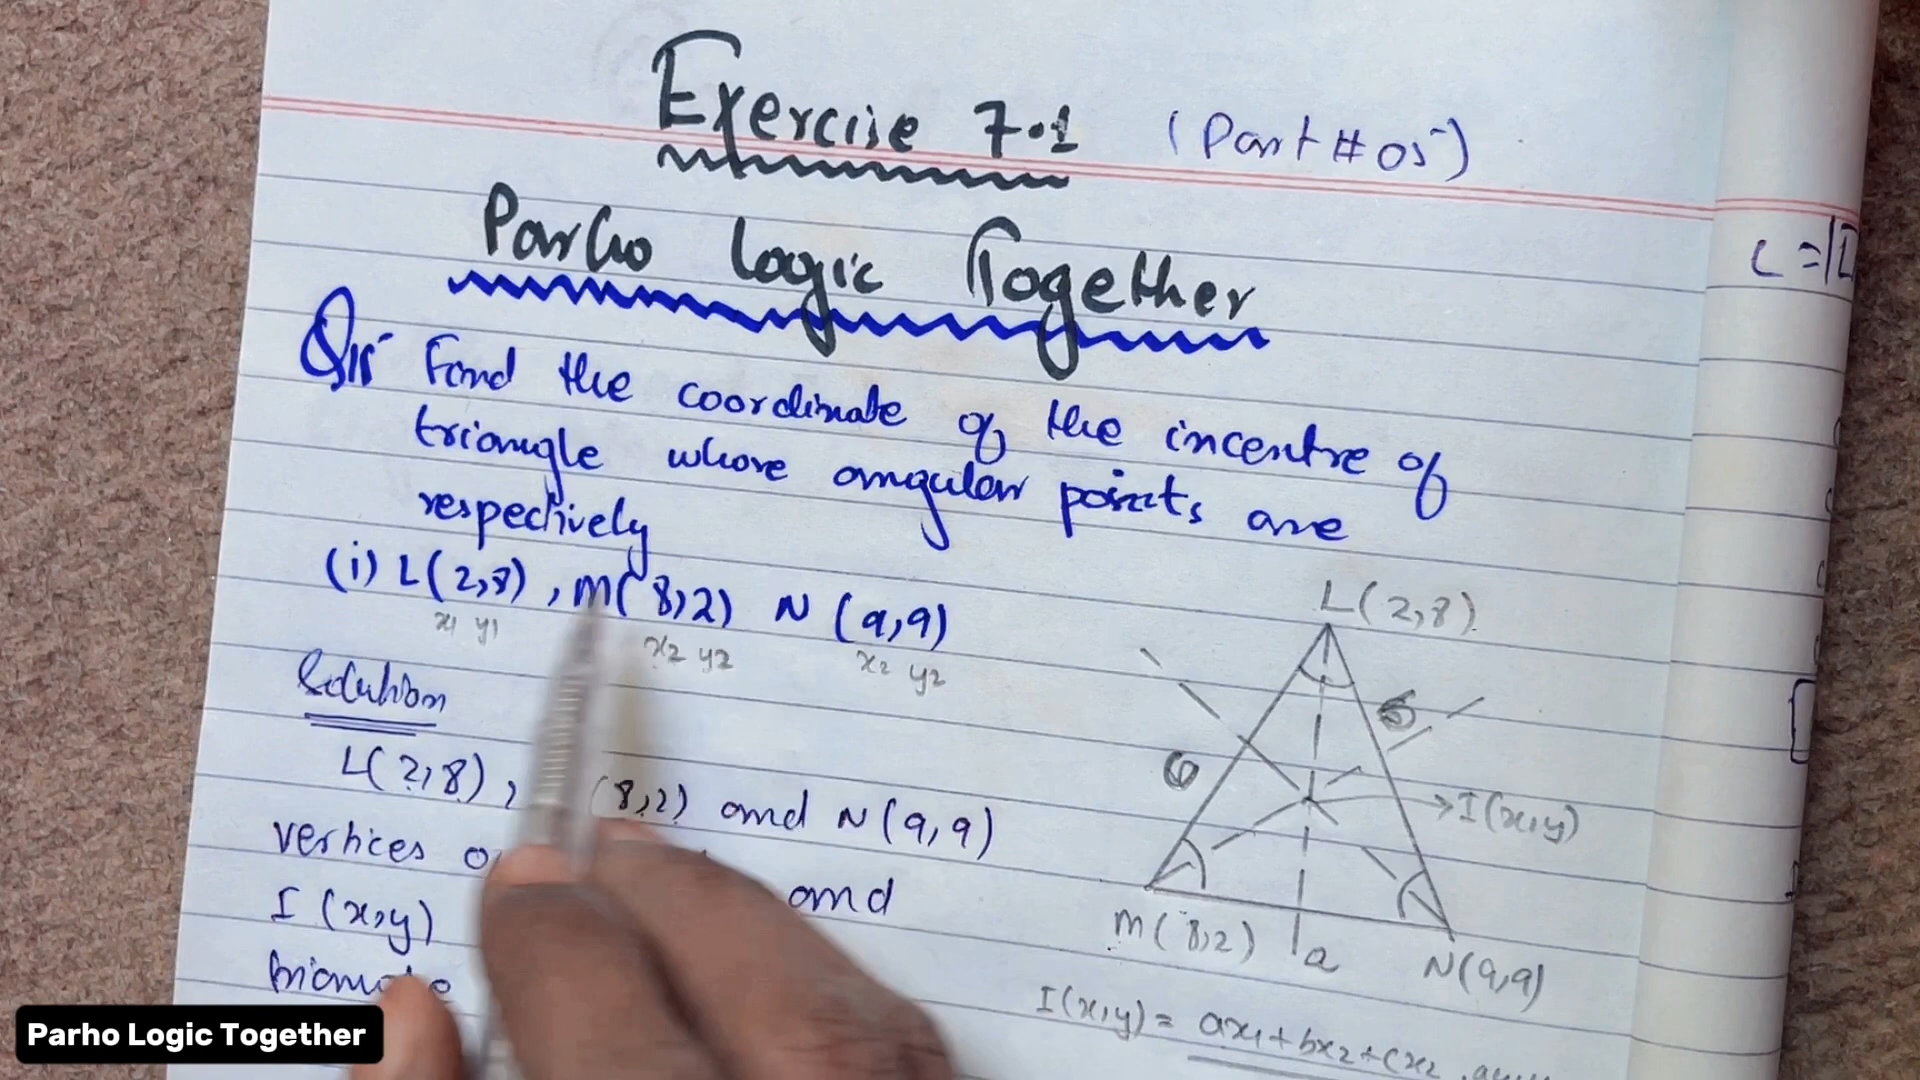 Exercise 7.1 (Part # 05)
Parho Logic Together
Q15 Find the coordinate of the incentre of
triangle whose angular points are
respectively
(i) L(2,8), M(8,2) N(9,9)
x1 y1 x2 y2 x2 y2
Solution
L(2,8), (8,2) and N(9,9)
vertices and
I(x,y)
L(2,8)
I(x,y)
M(8,2) a N(9,9)
I(x,y) = ax1+bx2+cx2
c=|L
Parho Logic Together